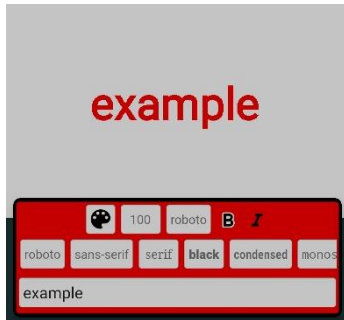 example
100 roboto B I
roboto sans-serif serif black condensed monos
example